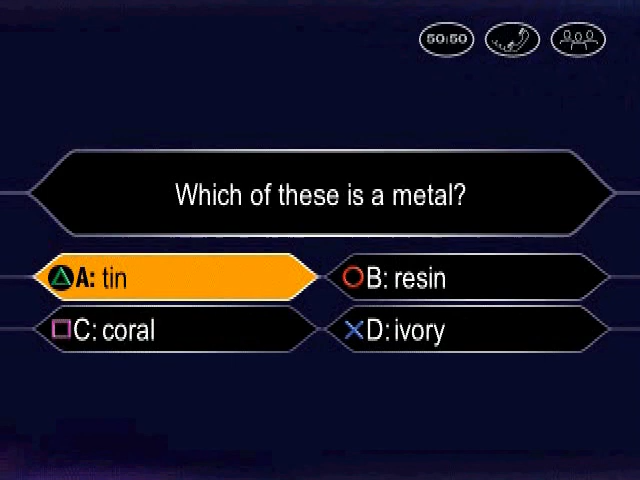 50:50
Which of these is a metal?
A: tin
B: resin
C: coral
D: ivory